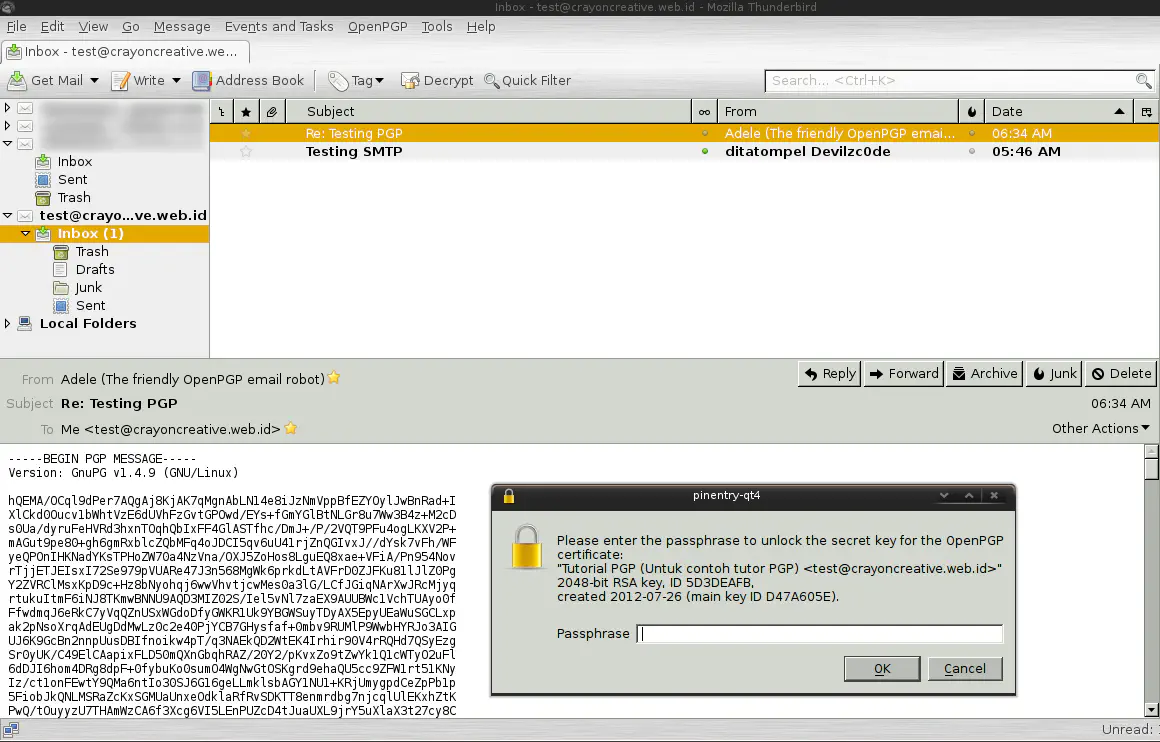 Inbox - test@crayoncreative.web.id - Mozilla Thunderbird
File Edit View Go Message Events and Tasks OpenPGP Tools Help
Inbox - test@crayoncreative.we...
Get Mail Write Address Book Tag Decrypt Quick Filter Search... <Ctrl+K>
Subject From Date
Re: Testing PGP Adele (The friendly OpenPGP emai... 06:34 AM
Testing SMTP ditatompel Devilzc0de 05:46 AM
Inbox
Sent
Trash
test@crayo...ve.web.id
Inbox (1)
Trash
Drafts
Junk
Sent
Local Folders
From Adele (The friendly OpenPGP email robot) Reply Forward Archive Junk Delete
Subject Re: Testing PGP 06:34 AM
To Me <test@crayoncreative.web.id> Other Actions
-----BEGIN PGP MESSAGE-----
Version: GnuPG v1.4.9 (GNU/Linux)
hQEMA/OCql9dPer7AQgAj8KjAK7qMgnAbLN14e8iJzNmVppBfEZYOylJwBnRad+I
XlCkd0Oucv1bWhtVzE6dUVhFzGvtGPOwd/EYs+fGmYGlBtNLGr8u7Ww3B4z+M2cD
s0Ua/dyruFeHVRd3hxnTOqhQbIxFF4GlASTfhc/DmJ+/P/2VQT9PFu4ogLKXV2P+
mAGut9pe80+gh6gmRxblcZQbMFq4oJDCI5qv6uU41rjZnQGIvxJ//dYsk7vFh/WF
yeQPOnIHKNadYKsTPHoZW70a4NzVna/OXJ5ZoHos8LguEQ8xae+VFiA/Pn954Nov
rTjjETJEIsxI72Se979pVUARe47J3n568MgWk6prkdLtAVFrD0ZJFKu81lJlZ0Pg
Y2ZVRClMsxKpD9c+Hz8bNyohqj6wwVhvtjcwMesOa3lG/LCfJGiqNArXwJRcMjyq
rtukuItmF6iNJ8TKmwBNNU9AQD3MIZ02S/Iel5vNl7zaEX9AUUBWc1VchTUAyo0f
FfwdmqJ6eRkC7yVqQZnUSxWGdoDfyGWKR1Uk9YBGWSuyTDyAX5EpyUEaWuSGCLxp
ak2pNsoXrqAdEUgDdMwLz0c2e40PjYCB7GHysfaf+0mbv9RUMlP9WwbHYRJo3AIG
UJ6K9GcBn2nnpUusDBIfnoikw4pT/q3NAEkQD2WtEK4Irhir90V4rRQHd7QSyEzg
Sr0yUK/C49ElCAapixFLD50mQXnGbqhRAZ/20Y2/pKvxZo9tZwYk1Q1cWTyO2uFl
6dDJI6hom4DRg8dpF+0fybuKo0sumO4WgNwGtOSKgrd9ehaQU5cc9ZFW1rt51KNy
Iz/ct1onFEwtY9QMa6ntIo30SJ6G16geLLmklsbAGY1NU1+KRjUmygpdCeZpPb1p
5FiobJkQNLMSRaZcKxSGMUaUnxeOdklaRfRvSDKTT8enmrdbg7njcqlUlEKxhZtK
PwQ/tOuyyzU7THAmWzCA6f3Xcg6VI5LEnPUZcD4tJuaUXL9jrY5uXlaX3t27cy8C
pinentry-qt4
Please enter the passphrase to unlock the secret key for the OpenPGP
certificate:
"Tutorial PGP (Untuk contoh tutor PGP) <test@crayoncreative.web.id>"
2048-bit RSA key, ID 5D3DEAFB,
created 2012-07-26 (main key ID D47A605E).
Passphrase
OK Cancel
Unread: